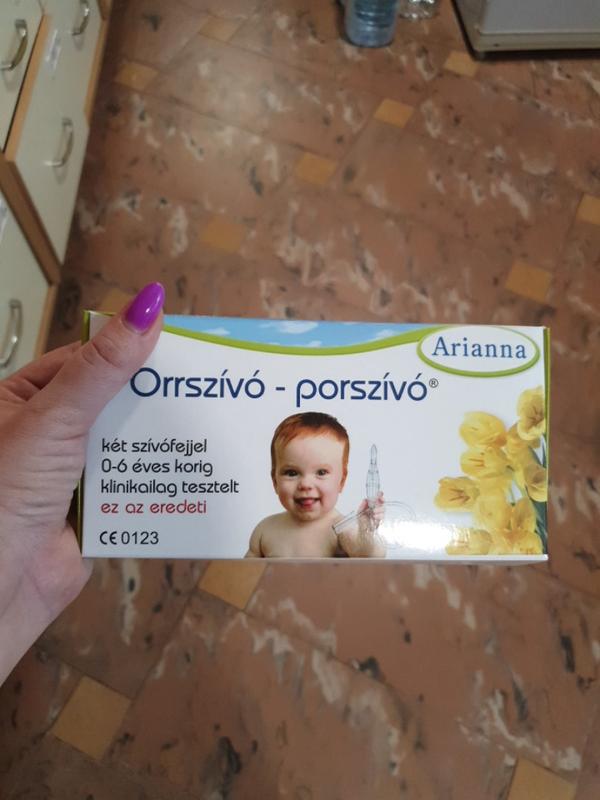 Arianna
Orrszívó - porszívó®
két szívófejjel
0-6 éves korig
klinikailag tesztelt
ez az eredeti
CE 0123